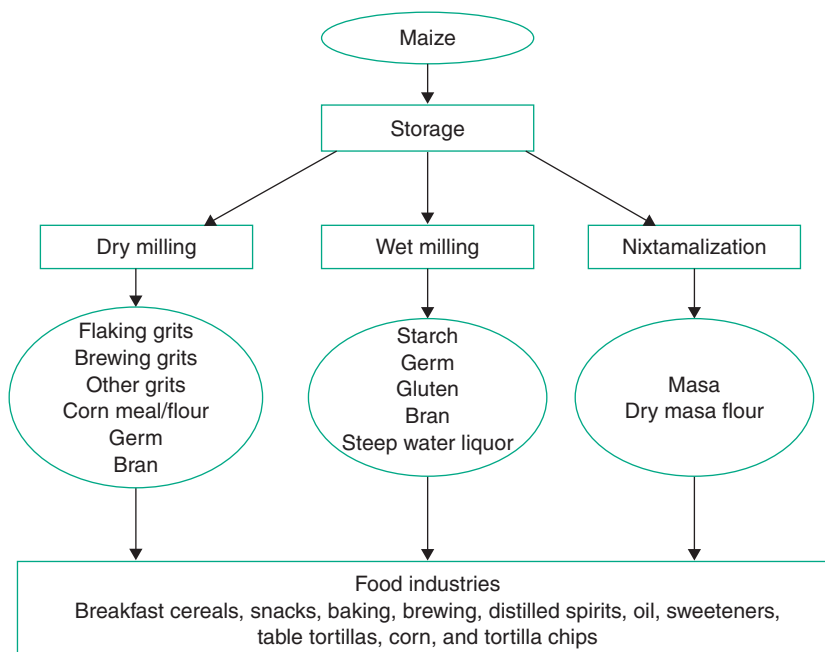 Maize
Storage
Dry milling
Wet milling
Nixtamalization
Flaking grits
Brewing grits
Other grits
Corn meal/flour
Germ
Bran
Starch
Germ
Gluten
Bran
Steep water liquor
Masa
Dry masa flour
Food industries
Breakfast cereals, snacks, baking, brewing, distilled spirits, oil, sweeteners,
table tortillas, corn, and tortilla chips